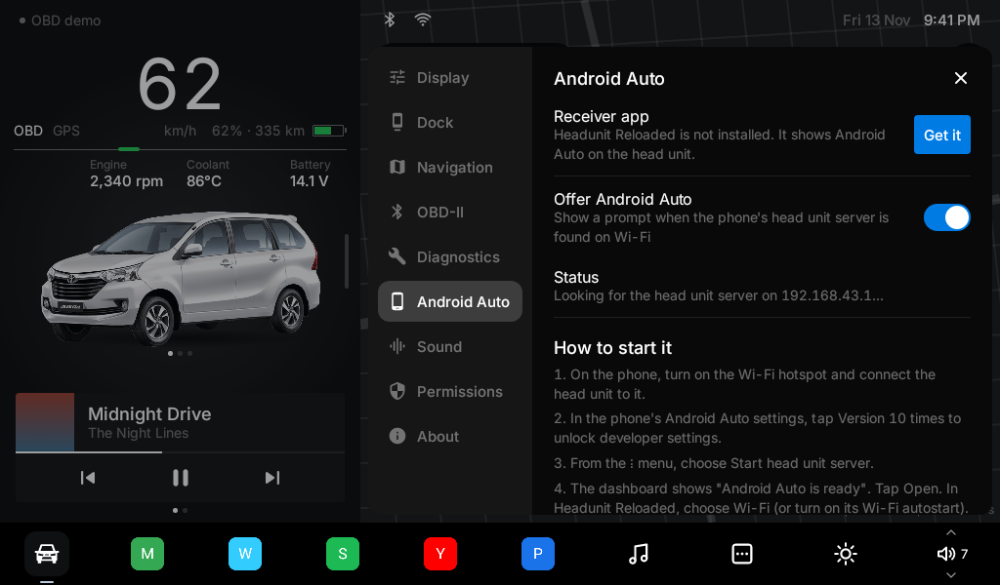 OBD demo
Fri 13 Nov 9:41 PM
62
OBD GPS km/h 62% · 335 km
Engine Coolant Battery
2,340 rpm 86°C 14.1 V
Midnight Drive
The Night Lines
Display
Dock
Navigation
OBD-II
Diagnostics
Android Auto
Sound
Permissions
About
Android Auto
Receiver app
Headunit Reloaded is not installed. It shows Android
Auto on the head unit.
Get it
Offer Android Auto
Show a prompt when the phone's head unit server is
found on Wi-Fi
Status
Looking for the head unit server on 192.168.43.1...
How to start it
1. On the phone, turn on the Wi-Fi hotspot and connect the
head unit to it.
2. In the phone's Android Auto settings, tap Version 10 times to
unlock developer settings.
3. From the ⋮ menu, choose Start head unit server.
4. The dashboard shows "Android Auto is ready". Tap Open. In
Headunit Reloaded, choose Wi-Fi (or turn on its Wi-Fi autostart).
M W S Y P 7